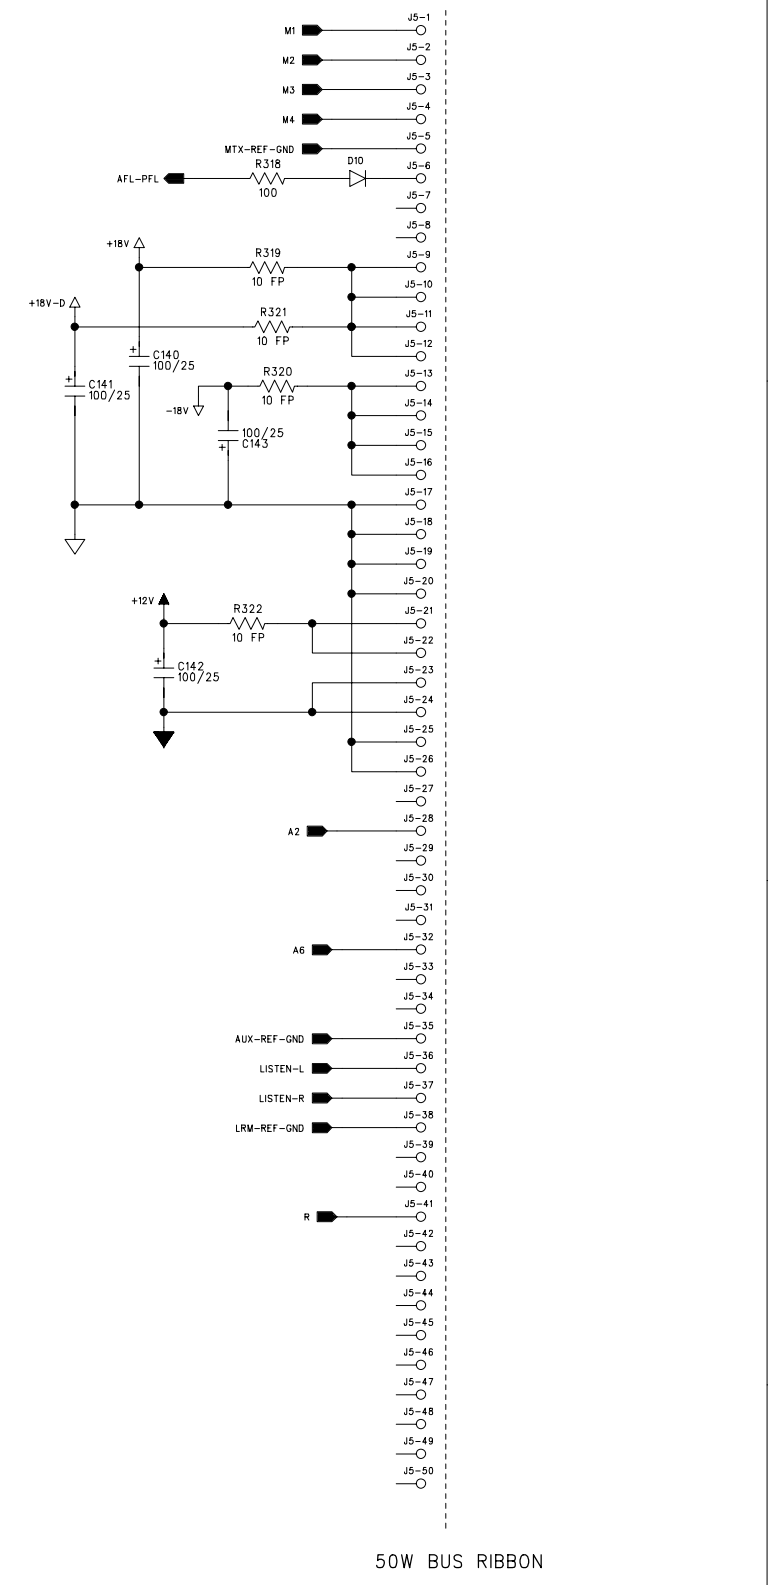 J5-1
M1
J5-2
M2
J5-3
M3
J5-4
M4
J5-5
MTX-REF-GND
R318
D10
J5-6
AFL-PFL
100
J5-7
J5-8
+18V
R319
J5-9
10 FP
J5-10
+18V-D
R321
J5-11
10 FP
J5-12
+ C140
100/25
R320
J5-13
+ C141
100/25
10 FP
-18V
J5-14
100/25
+ C143
J5-15
J5-16
J5-17
J5-18
J5-19
J5-20
+12V
R322
J5-21
10 FP
J5-22
+ C142
100/25
J5-23
J5-24
J5-25
J5-26
J5-27
J5-28
A2
J5-29
J5-30
J5-31
J5-32
A6
J5-33
J5-34
J5-35
AUX-REF-GND
J5-36
LISTEN-L
J5-37
LISTEN-R
J5-38
LRM-REF-GND
J5-39
J5-40
J5-41
R
J5-42
J5-43
J5-44
J5-45
J5-46
J5-47
J5-48
J5-49
J5-50
50W BUS RIBBON